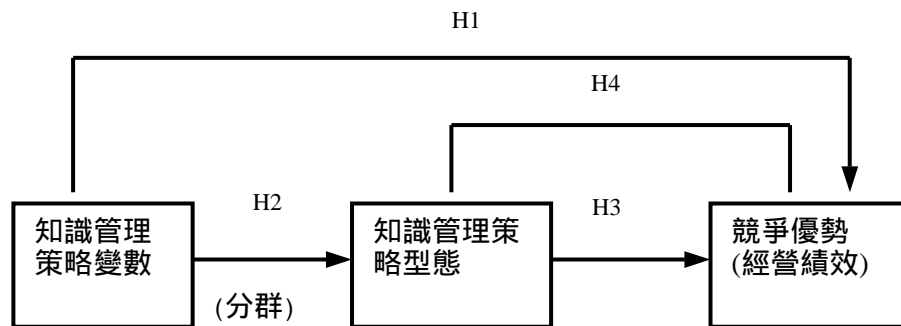 H1
H4
H2
H3
知識管理
策略變數
知識管理策
略型態
競爭優勢
(經營績效)
(分群)